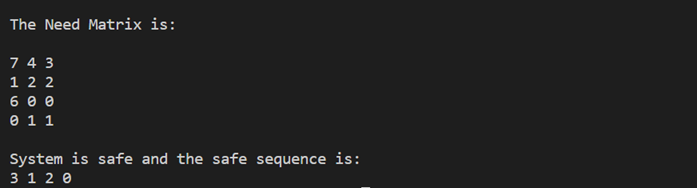 The Need Matrix is:
7 4 3
1 2 2
6 0 0
0 1 1
System is safe and the safe sequence is:
3 1 2 0